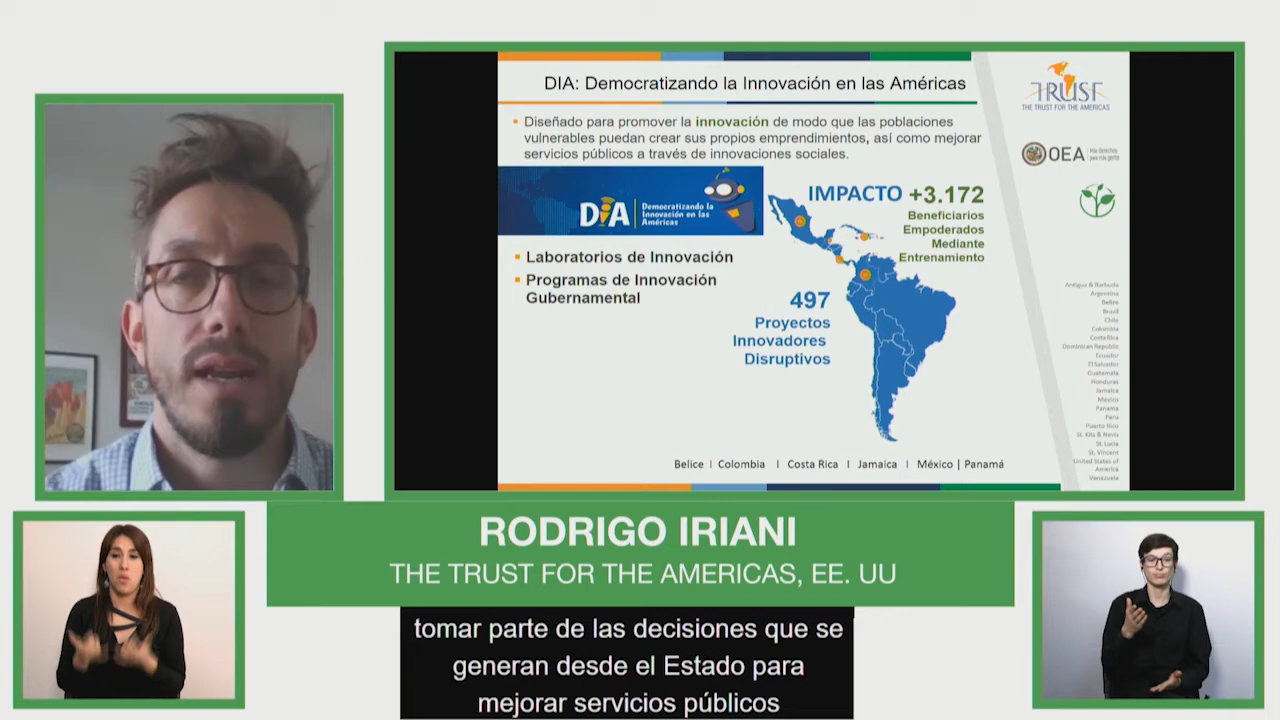 DIA: Democratizando la Innovación en las Américas
Diseñado para promover la innovación de modo que las poblaciones
vulnerables puedan crear sus propios emprendimientos, así como mejorar
servicios públicos a través de innovaciones sociales.
DIA
Democratizando la
Innovación en las
Américas
Laboratorios de Innovación
Programas de Innovación
Gubernamental
IMPACTO +3.172
Beneficiarios
Empoderados
Mediante
Entrenamiento
497
Proyectos
Innovadores
Disruptivos
Belice | Colombia | Costa Rica | Jamaica | México | Panamá
TRUST
THE TRUST FOR THE AMERICAS
OEA
Más derechos
para más gente
Antigua & Barbuda
Argentina
Belize
Brazil
Chile
Colombia
Costa Rica
Dominican Republic
Ecuador
El Salvador
Guatemala
Honduras
Jamaica
Mexico
Panama
Peru
Puerto Rico
St. Kits & Nevis
St. Lucia
St. Vincent
United States of
America
Venezuela
RODRIGO IRIANI
THE TRUST FOR THE AMERICAS, EE. UU
tomar parte de las decisiones que se
generan desde el Estado para
mejorar servicios públicos